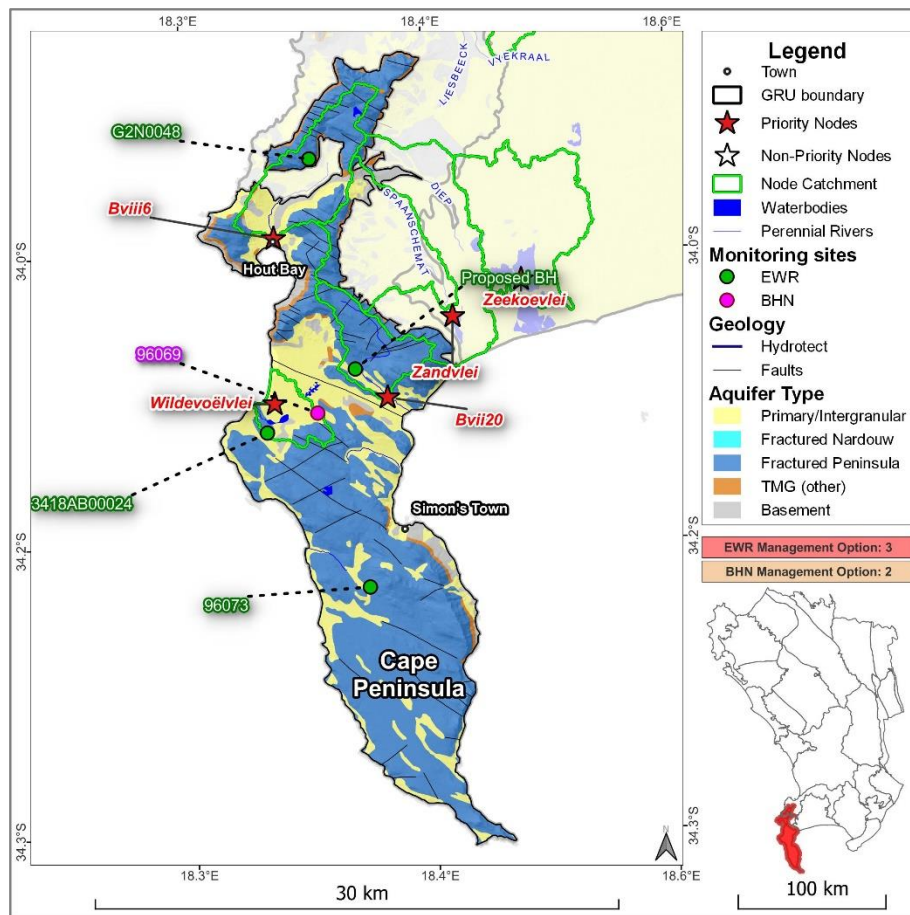 18.3°E
18.4°E
18.6°E
VYEKRAAL
LIESBEECK
G2N0048
DIEP
SPAANSCHEMAT
Bviii6
34.0°S
34.0°S
Hout Bay
Proposed BH
Zeekoevlei
96069
Zandvlei
Wildevoëlvlei
Bvii20
3418AB00024
Simon's Town
34.2°S
34.2°S
96073
Cape
Peninsula
34.3°S
34.3°S
N
18.3°E
18.4°E
18.6°E
30 km
Legend
Town
GRU boundary
Priority Nodes
Non-Priority Nodes
Node Catchment
Waterbodies
Perennial Rivers
Monitoring sites
EWR
BHN
Geology
Hydrotect
Faults
Aquifer Type
Primary/Intergranular
Fractured Nardouw
Fractured Peninsula
TMG (other)
Basement
EWR Management Option: 3
BHN Management Option: 2
100 km